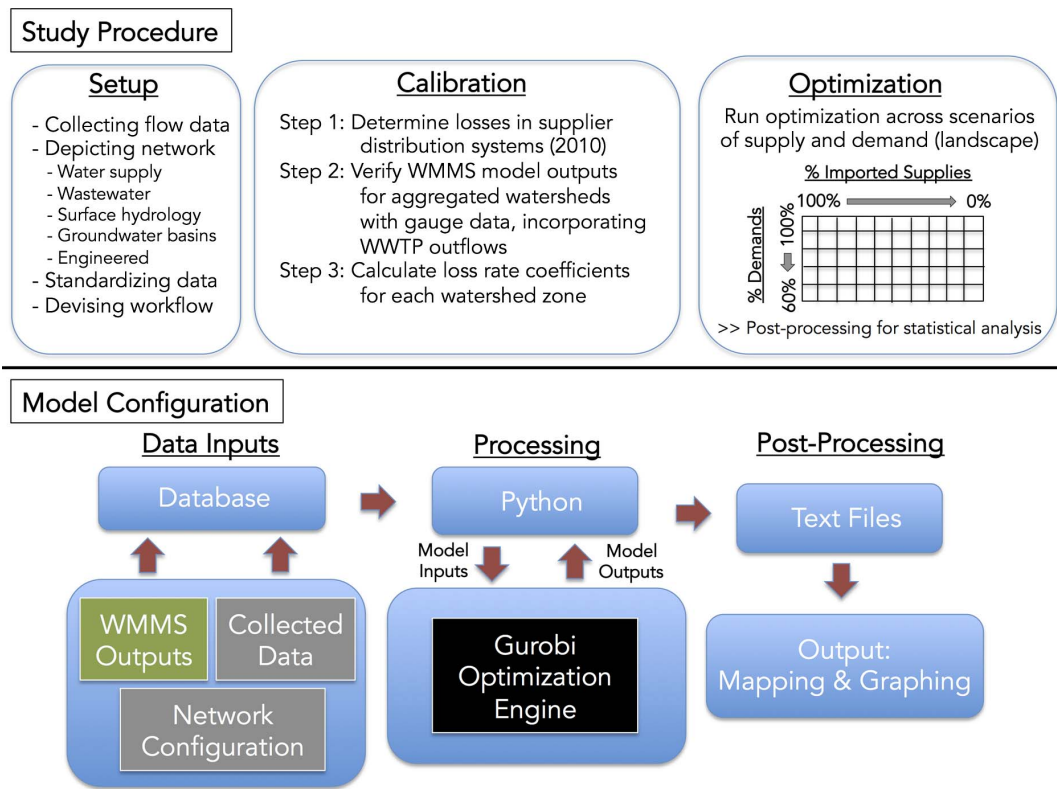 Study Procedure
Setup
- Collecting flow data
- Depicting network
- Water supply
- Wastewater
- Surface hydrology
- Groundwater basins
- Engineered
- Standardizing data
- Devising workflow
Calibration
Step 1: Determine losses in supplier
distribution systems (2010)
Step 2: Verify WMMS model outputs
for aggregated watersheds
with gauge data, incorporating
WWTP outflows
Step 3: Calculate loss rate coefficients
for each watershed zone
Optimization
Run optimization across scenarios
of supply and demand (landscape)
% Imported Supplies
100% 0%
% Demands
100%
60%
>> Post-processing for statistical analysis
Model Configuration
Data Inputs
Database
WMMS
Outputs
Collected
Data
Network
Configuration
Processing
Python
Model
Inputs
Model
Outputs
Gurobi
Optimization
Engine
Post-Processing
Text Files
Output:
Mapping & Graphing